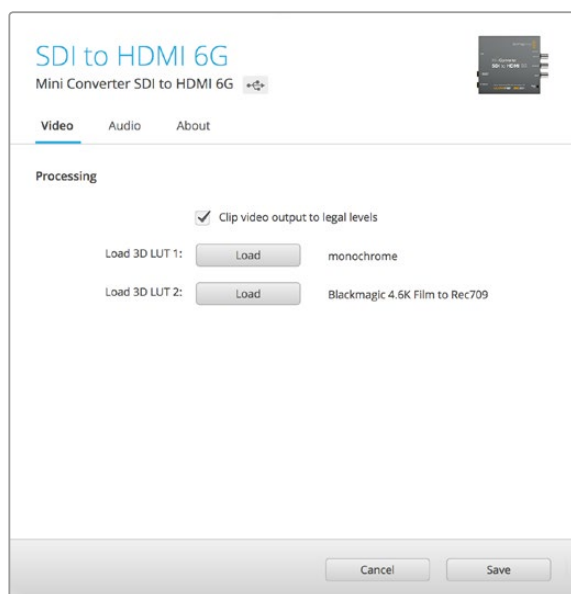 SDI to HDMI 6G
Mini Converter SDI to HDMI 6G
Video Audio About
Processing
Clip video output to legal levels
Load 3D LUT 1: Load monochrome
Load 3D LUT 2: Load Blackmagic 4.6K Film to Rec709
Cancel Save